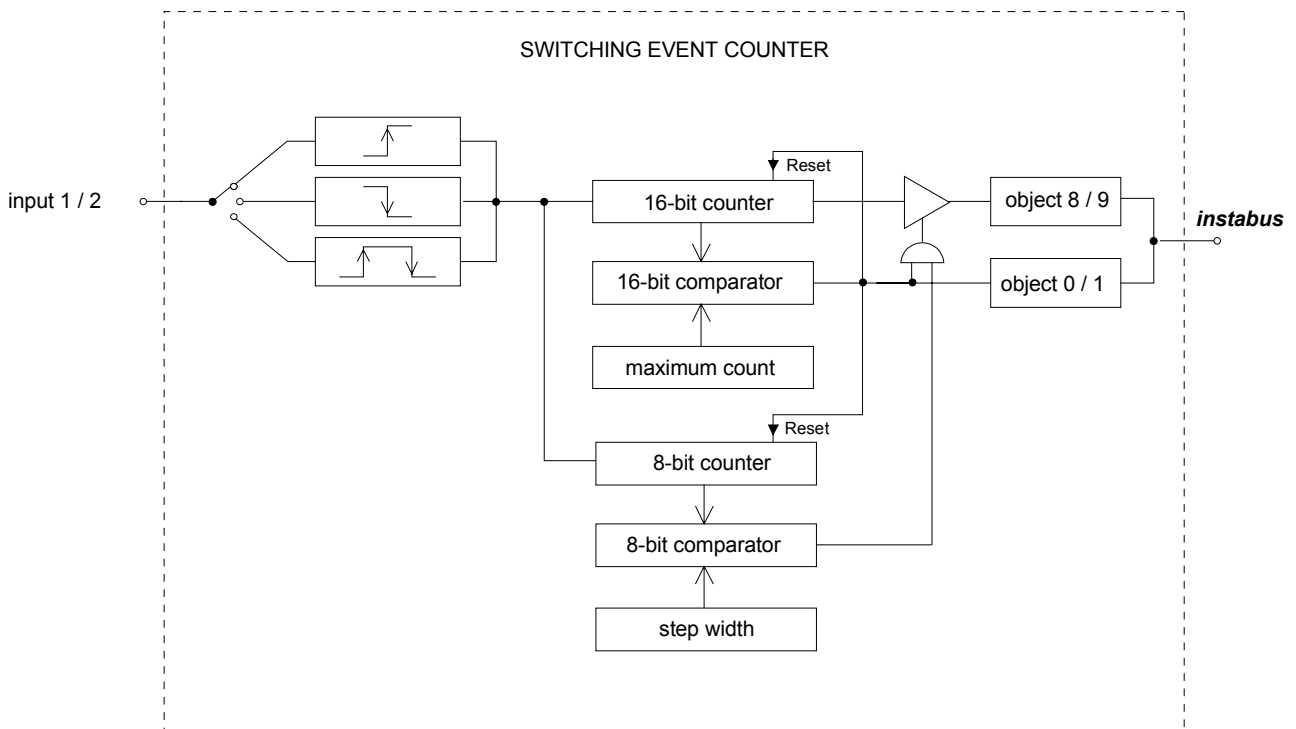 SWITCHING EVENT COUNTER
input 1 / 2
Reset
16-bit counter
object 8 / 9
instabus
16-bit comparator
object 0 / 1
maximum count
Reset
8-bit counter
8-bit comparator
step width